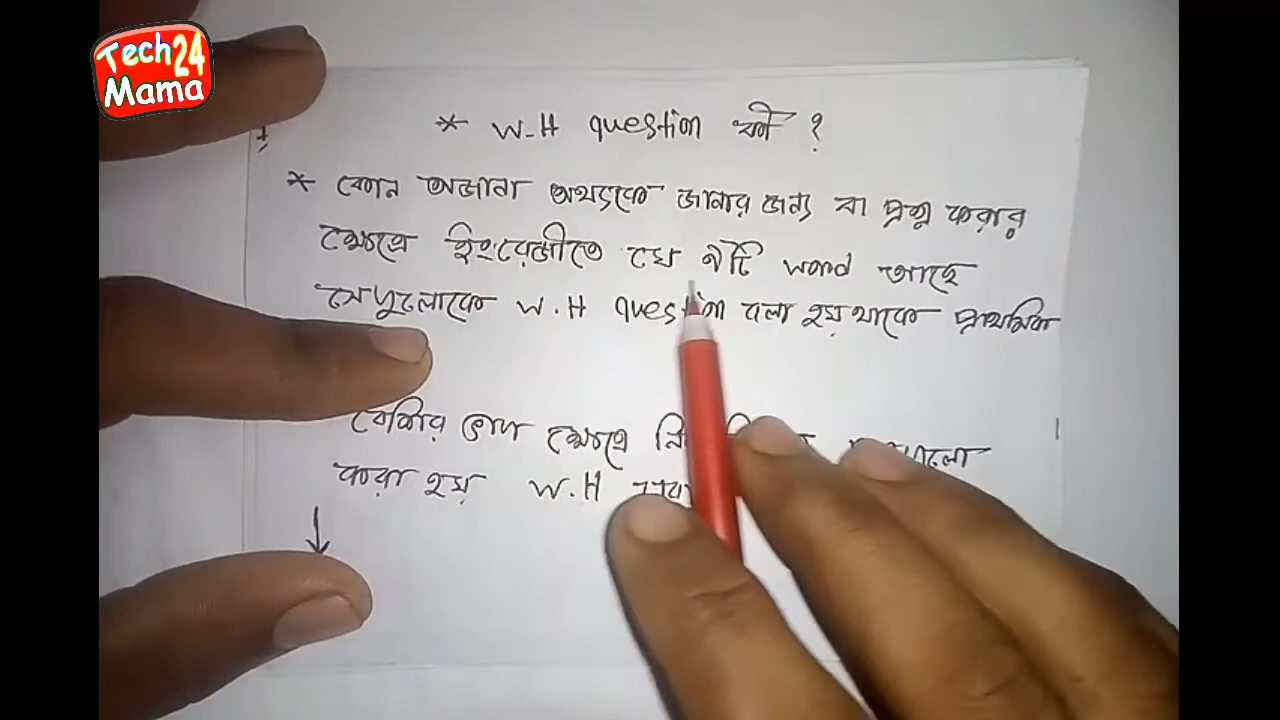 Tech24
Mama
* W-H question কী ?
* কোন অজানা তথ্যকে জানার জন্য বা প্রশ্ন করার
ক্ষেত্রে ইংরেজীতে যে কটি word আছে
সেগুলোকে W.H question বলা হয় থাকে প্রাথমিক
বেশির ভাগ ক্ষেত্রে
করা হয় W.H